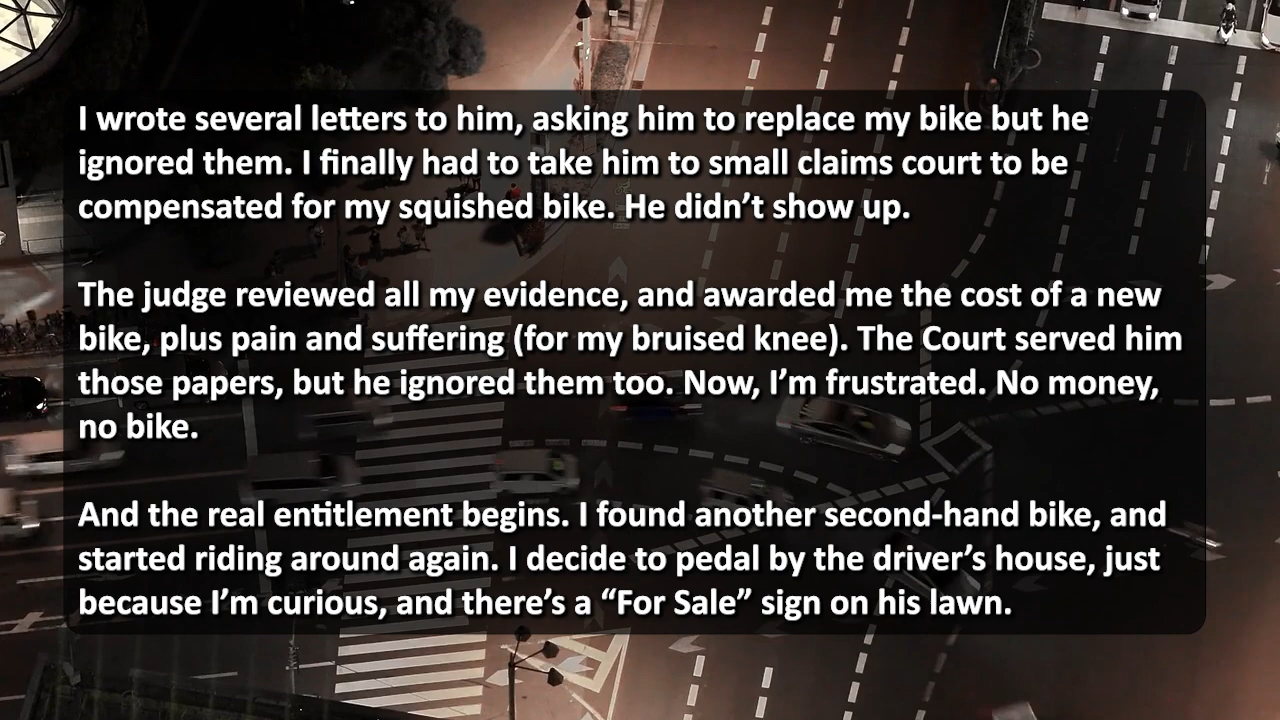 I wrote several letters to him, asking him to replace my bike but he
ignored them. I finally had to take him to small claims court to be
compensated for my squished bike. He didn’t show up.
The judge reviewed all my evidence, and awarded me the cost of a new
bike, plus pain and suffering (for my bruised knee). The Court served him
those papers, but he ignored them too. Now, I’m frustrated. No money,
no bike.
And the real entitlement begins. I found another second-hand bike, and
started riding around again. I decide to pedal by the driver’s house, just
because I’m curious, and there’s a “For Sale” sign on his lawn.